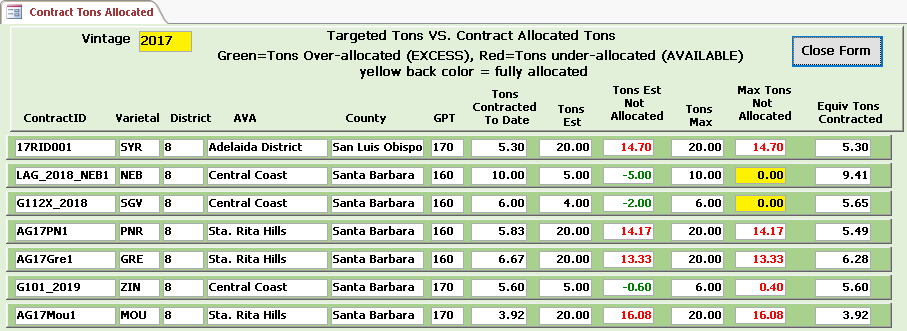 Contract Tons Allocated
Vintage 2017 Targeted Tons VS. Contract Allocated Tons Close Form
Green=Tons Over-allocated (EXCESS), Red=Tons under-allocated (AVAILABLE)
yellow back color = fully allocated
ContractID Varietal District AVA County GPT Tons Contracted To Date Tons Est Tons Est Not Allocated Tons Max Max Tons Not Allocated Equiv Tons Contracted
17RID001 SYR 8 Adelaida District San Luis Obispo 170 5.30 20.00 14.70 20.00 14.70 5.30
LAG_2018_NEB1 NEB 8 Central Coast Santa Barbara 160 10.00 5.00 -5.00 10.00 0.00 9.41
G112X_2018 SGV 8 Central Coast Santa Barbara 160 6.00 4.00 -2.00 6.00 0.00 5.65
AG17PN1 PNR 8 Sta. Rita Hills Santa Barbara 160 5.83 20.00 14.17 20.00 14.17 5.49
AG17Gre1 GRE 8 Sta. Rita Hills Santa Barbara 160 6.67 20.00 13.33 20.00 13.33 6.28
G101_2019 ZIN 8 Central Coast Santa Barbara 170 5.60 5.00 -0.60 6.00 0.40 5.60
AG17Mou1 MOU 8 Sta. Rita Hills Santa Barbara 170 3.92 20.00 16.08 20.00 16.08 3.92